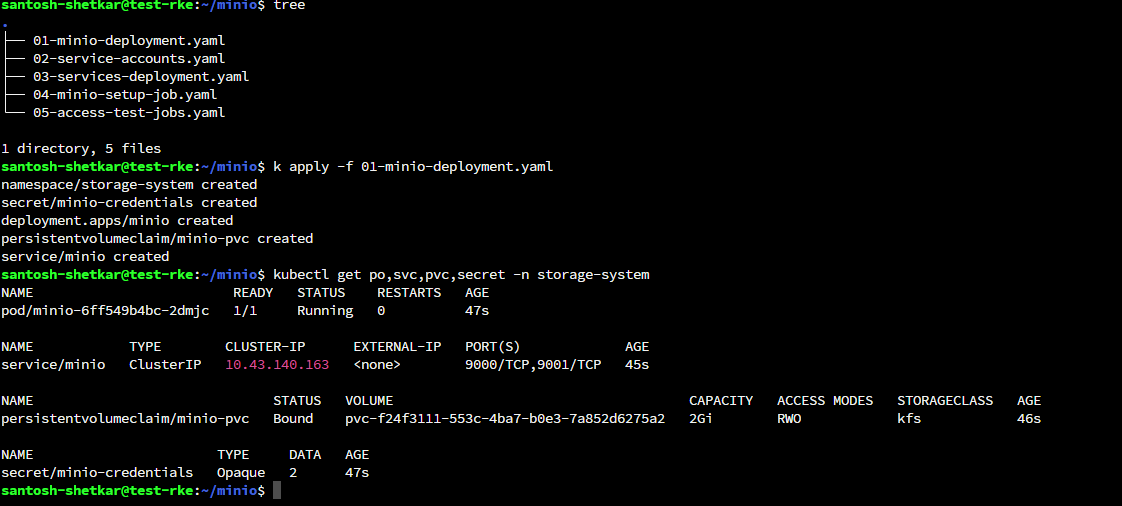 santosh-shetkar@test-rke:~/minio$ tree
.
├── 01-minio-deployment.yaml
├── 02-service-accounts.yaml
├── 03-services-deployment.yaml
├── 04-minio-setup-job.yaml
└── 05-access-test-jobs.yaml
1 directory, 5 files
santosh-shetkar@test-rke:~/minio$ k apply -f 01-minio-deployment.yaml
namespace/storage-system created
secret/minio-credentials created
deployment.apps/minio created
persistentvolumeclaim/minio-pvc created
service/minio created
santosh-shetkar@test-rke:~/minio$ kubectl get po,svc,pvc,secret -n storage-system
NAME READY STATUS RESTARTS AGE
pod/minio-6ff549b4bc-2dmjc 1/1 Running 0 47s
NAME TYPE CLUSTER-IP EXTERNAL-IP PORT(S) AGE
service/minio ClusterIP 10.43.140.163 <none> 9000/TCP,9001/TCP 45s
NAME STATUS VOLUME CAPACITY ACCESS MODES STORAGECLASS AGE
persistentvolumeclaim/minio-pvc Bound pvc-f24f3111-553c-4ba7-b0e3-7a852d6275a2 2Gi RWO kfs 46s
NAME TYPE DATA AGE
secret/minio-credentials Opaque 2 47s
santosh-shetkar@test-rke:~/minio$